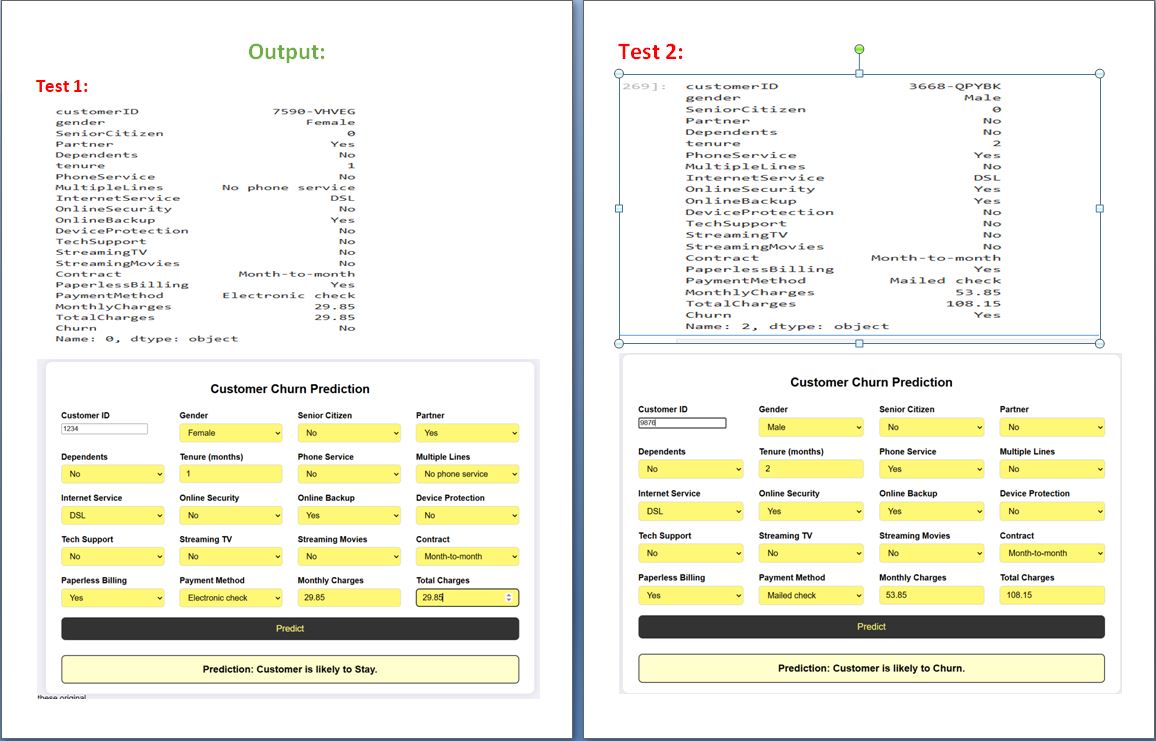 Output:
Test 1:
customerID 7590-VHVEG
gender Female
SeniorCitizen 0
Partner Yes
Dependents No
tenure 1
PhoneService No
MultipleLines No phone service
InternetService DSL
OnlineSecurity No
OnlineBackup Yes
DeviceProtection No
TechSupport No
StreamingTV No
StreamingMovies No
Contract Month-to-month
PaperlessBilling Yes
PaymentMethod Electronic check
MonthlyCharges 29.85
TotalCharges 29.85
Churn No
Name: 0, dtype: object
Customer Churn Prediction
Customer ID Gender Senior Citizen Partner
1234 Female No Yes
Dependents Tenure (months) Phone Service Multiple Lines
No 1 No No phone service
Internet Service Online Security Online Backup Device Protection
DSL No Yes No
Tech Support Streaming TV Streaming Movies Contract
No No No Month-to-month
Paperless Billing Payment Method Monthly Charges Total Charges
Yes Electronic check 29.85 29.85
Predict
Prediction: Customer is likely to Stay.
these original
Test 2:
269]: customerID 3668-QPYBK
gender Male
SeniorCitizen 0
Partner No
Dependents No
tenure 2
PhoneService Yes
MultipleLines No
InternetService DSL
OnlineSecurity Yes
OnlineBackup Yes
DeviceProtection No
TechSupport No
StreamingTV No
StreamingMovies No
Contract Month-to-month
PaperlessBilling Yes
PaymentMethod Mailed check
MonthlyCharges 53.85
TotalCharges 108.15
Churn Yes
Name: 2, dtype: object
Customer Churn Prediction
Customer ID Gender Senior Citizen Partner
9876 Male No No
Dependents Tenure (months) Phone Service Multiple Lines
No 2 Yes No
Internet Service Online Security Online Backup Device Protection
DSL Yes Yes No
Tech Support Streaming TV Streaming Movies Contract
No No No Month-to-month
Paperless Billing Payment Method Monthly Charges Total Charges
Yes Mailed check 53.85 108.15
Predict
Prediction: Customer is likely to Churn.